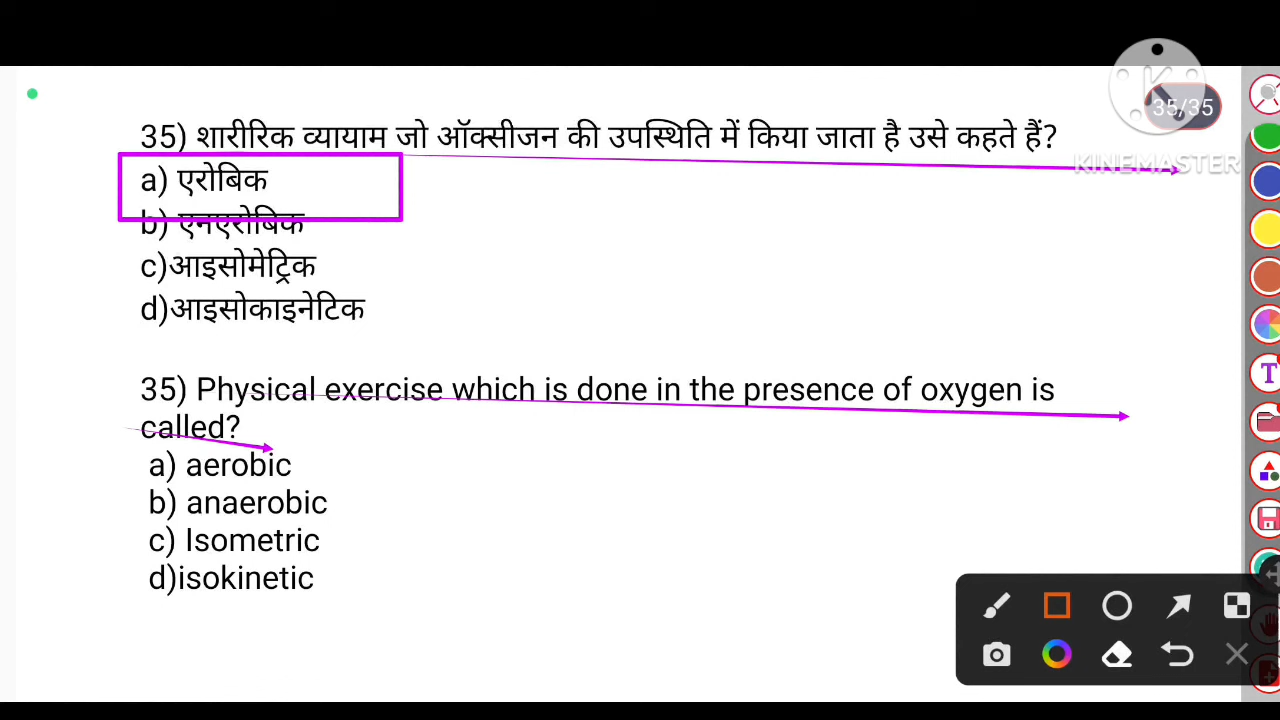 35/35
KINEMASTER
35) शारीरिक व्यायाम जो ऑक्सीजन की उपस्थिति में किया जाता है उसे कहते हैं?
a) एरोबिक
b) एनएरोबिक
c)आइसोमेट्रिक
d)आइसोकाइनेटिक
35) Physical exercise which is done in the presence of oxygen is
called?
a) aerobic
b) anaerobic
c) Isometric
d)isokinetic
T